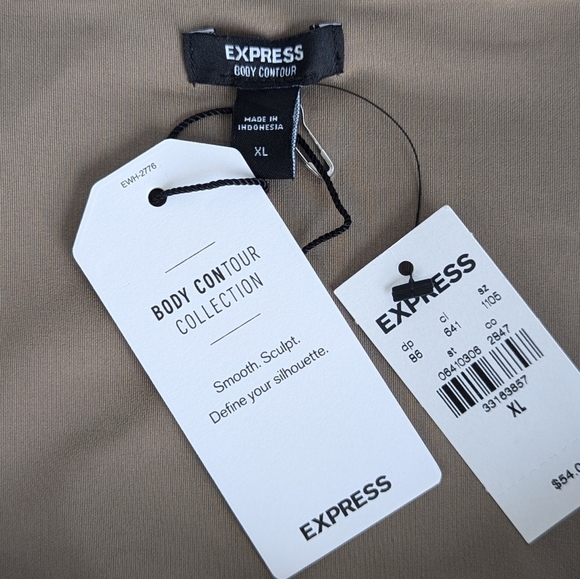 EXPRESS
BODY CONTOUR
MADE IN
INDONESIA
XL
EWH-2776
BODY CONTOUR
COLLECTION
Smooth. Sculpt.
Define your silhouette.
EXPRESS
EXPRESS
dp cl sz
86 641 1105
st co
06410306 2847
33163857
XL
$54.0